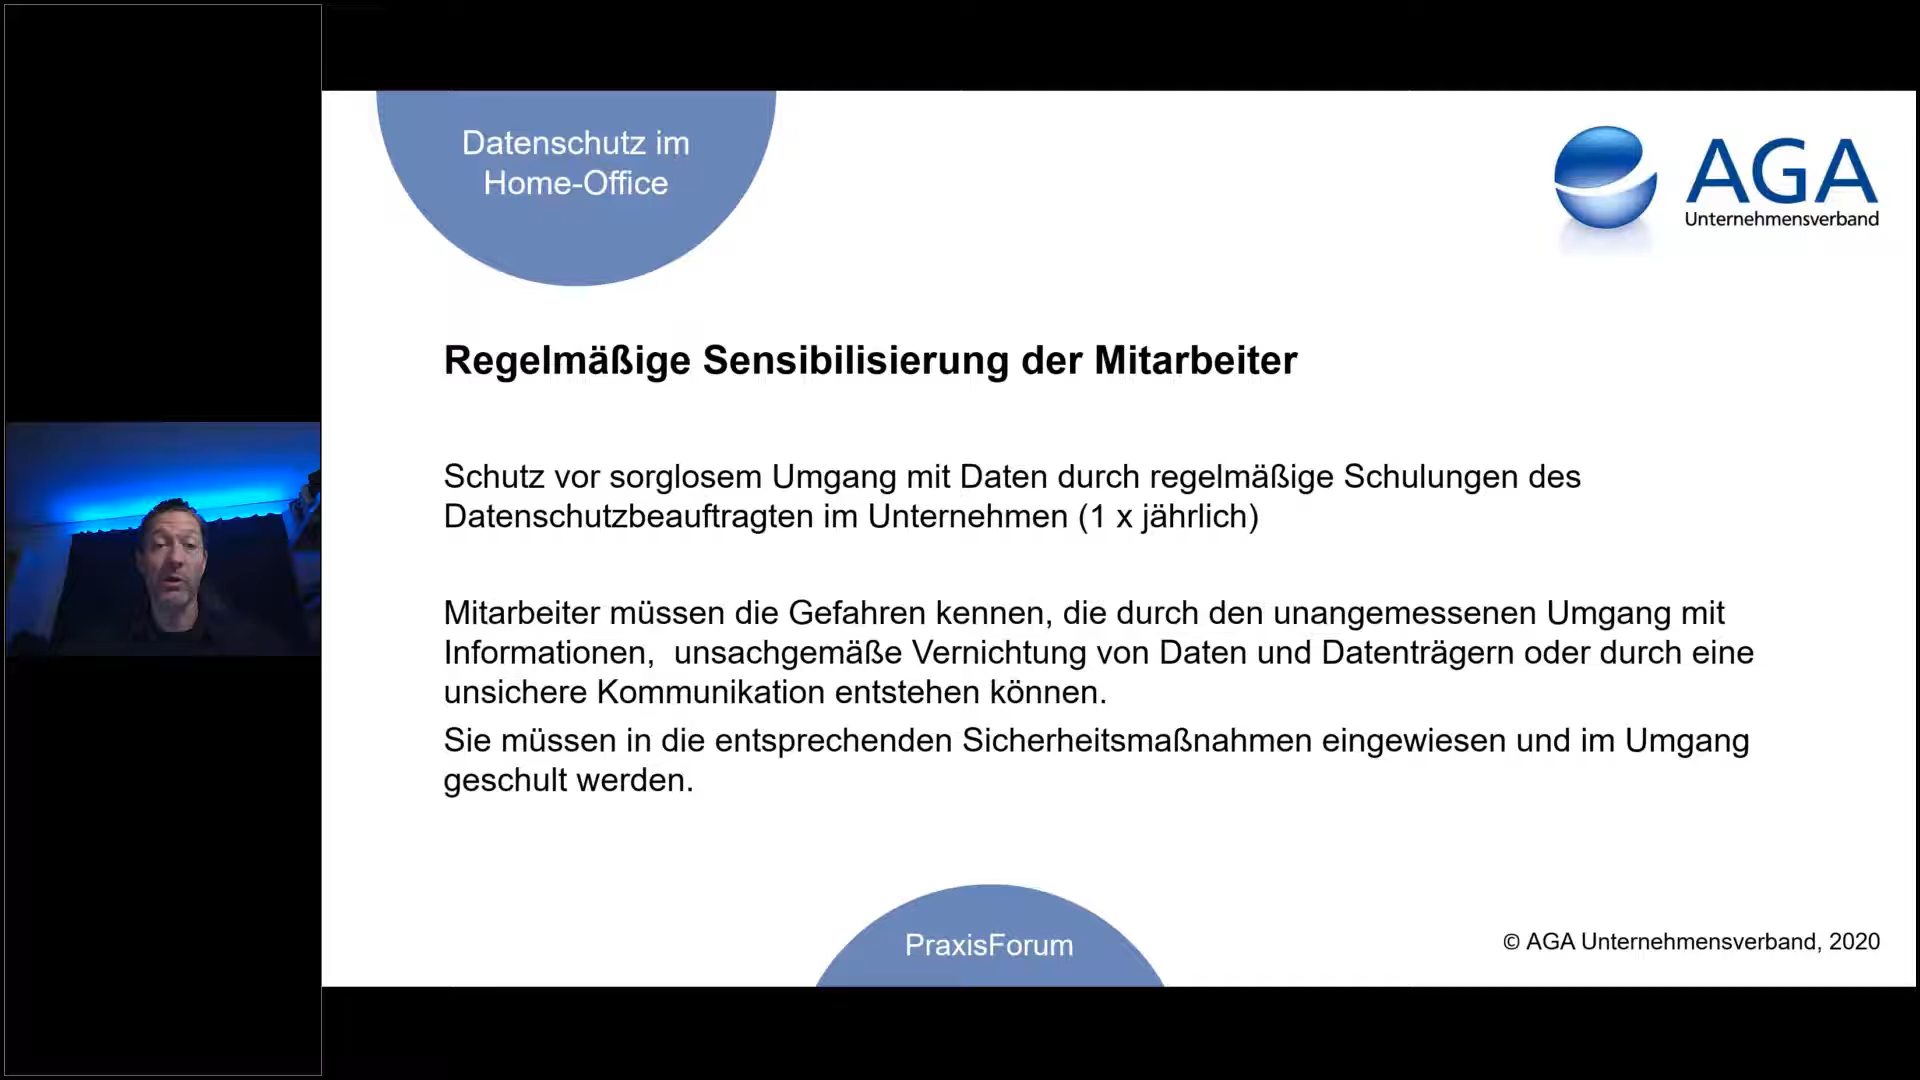 Datenschutz im
Home-Office
AGA
Unternehmensverband
Regelmäßige Sensibilisierung der Mitarbeiter
Schutz vor sorglosem Umgang mit Daten durch regelmäßige Schulungen des
Datenschutzbeauftragten im Unternehmen (1 x jährlich)
Mitarbeiter müssen die Gefahren kennen, die durch den unangemessenen Umgang mit
Informationen,  unsachgemäße Vernichtung von Daten und Datenträgern oder durch eine
unsichere Kommunikation entstehen können.
Sie müssen in die entsprechenden Sicherheitsmaßnahmen eingewiesen und im Umgang
geschult werden.
PraxisForum
© AGA Unternehmensverband, 2020